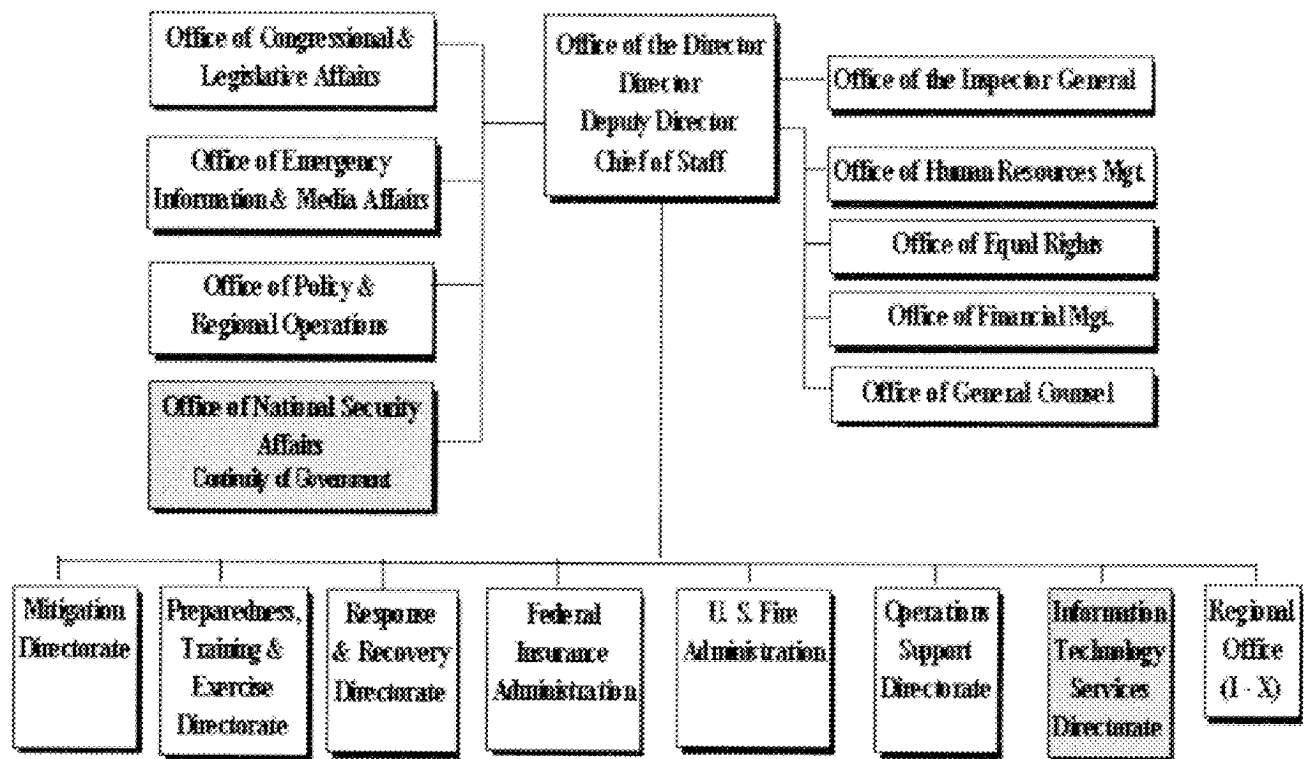 Office of Congressional &
Legislative Affairs
Office of Emergency
Information & Media Affairs
Office of Policy &
Regional Operations
Office of National Security
Affairs
Continuity of Government
Office of the Director
Director
Deputy Director
Chief of Staff
Office of the Inspector General
Office of Human Resources Mgt.
Office of Equal Rights
Office of Financial Mgt.
Office of General Counsel
Mitigation
Directorate
Preparedness,
Training &
Exercise
Directorate
Response
& Recovery
Directorate
Federal
Insurance
Administration
U. S. Fire
Administration
Operations
Support
Directorate
Information
Technology
Services
Directorate
Regional
Office
(I - X)